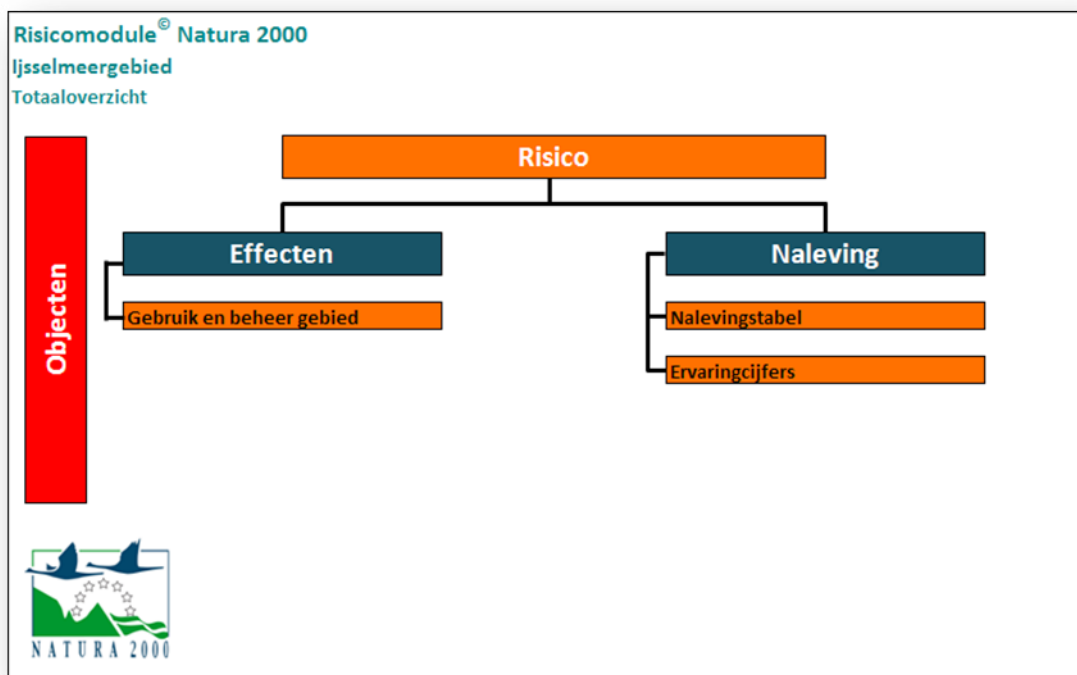 Risicomodule© Natura 2000
Ijsselmeergebied
Totaaloverzicht
Objecten
Risico
Effecten
Naleving
Gebruik en beheer gebied
Nalevingstabel
Ervaringcijfers
NATURA 2000